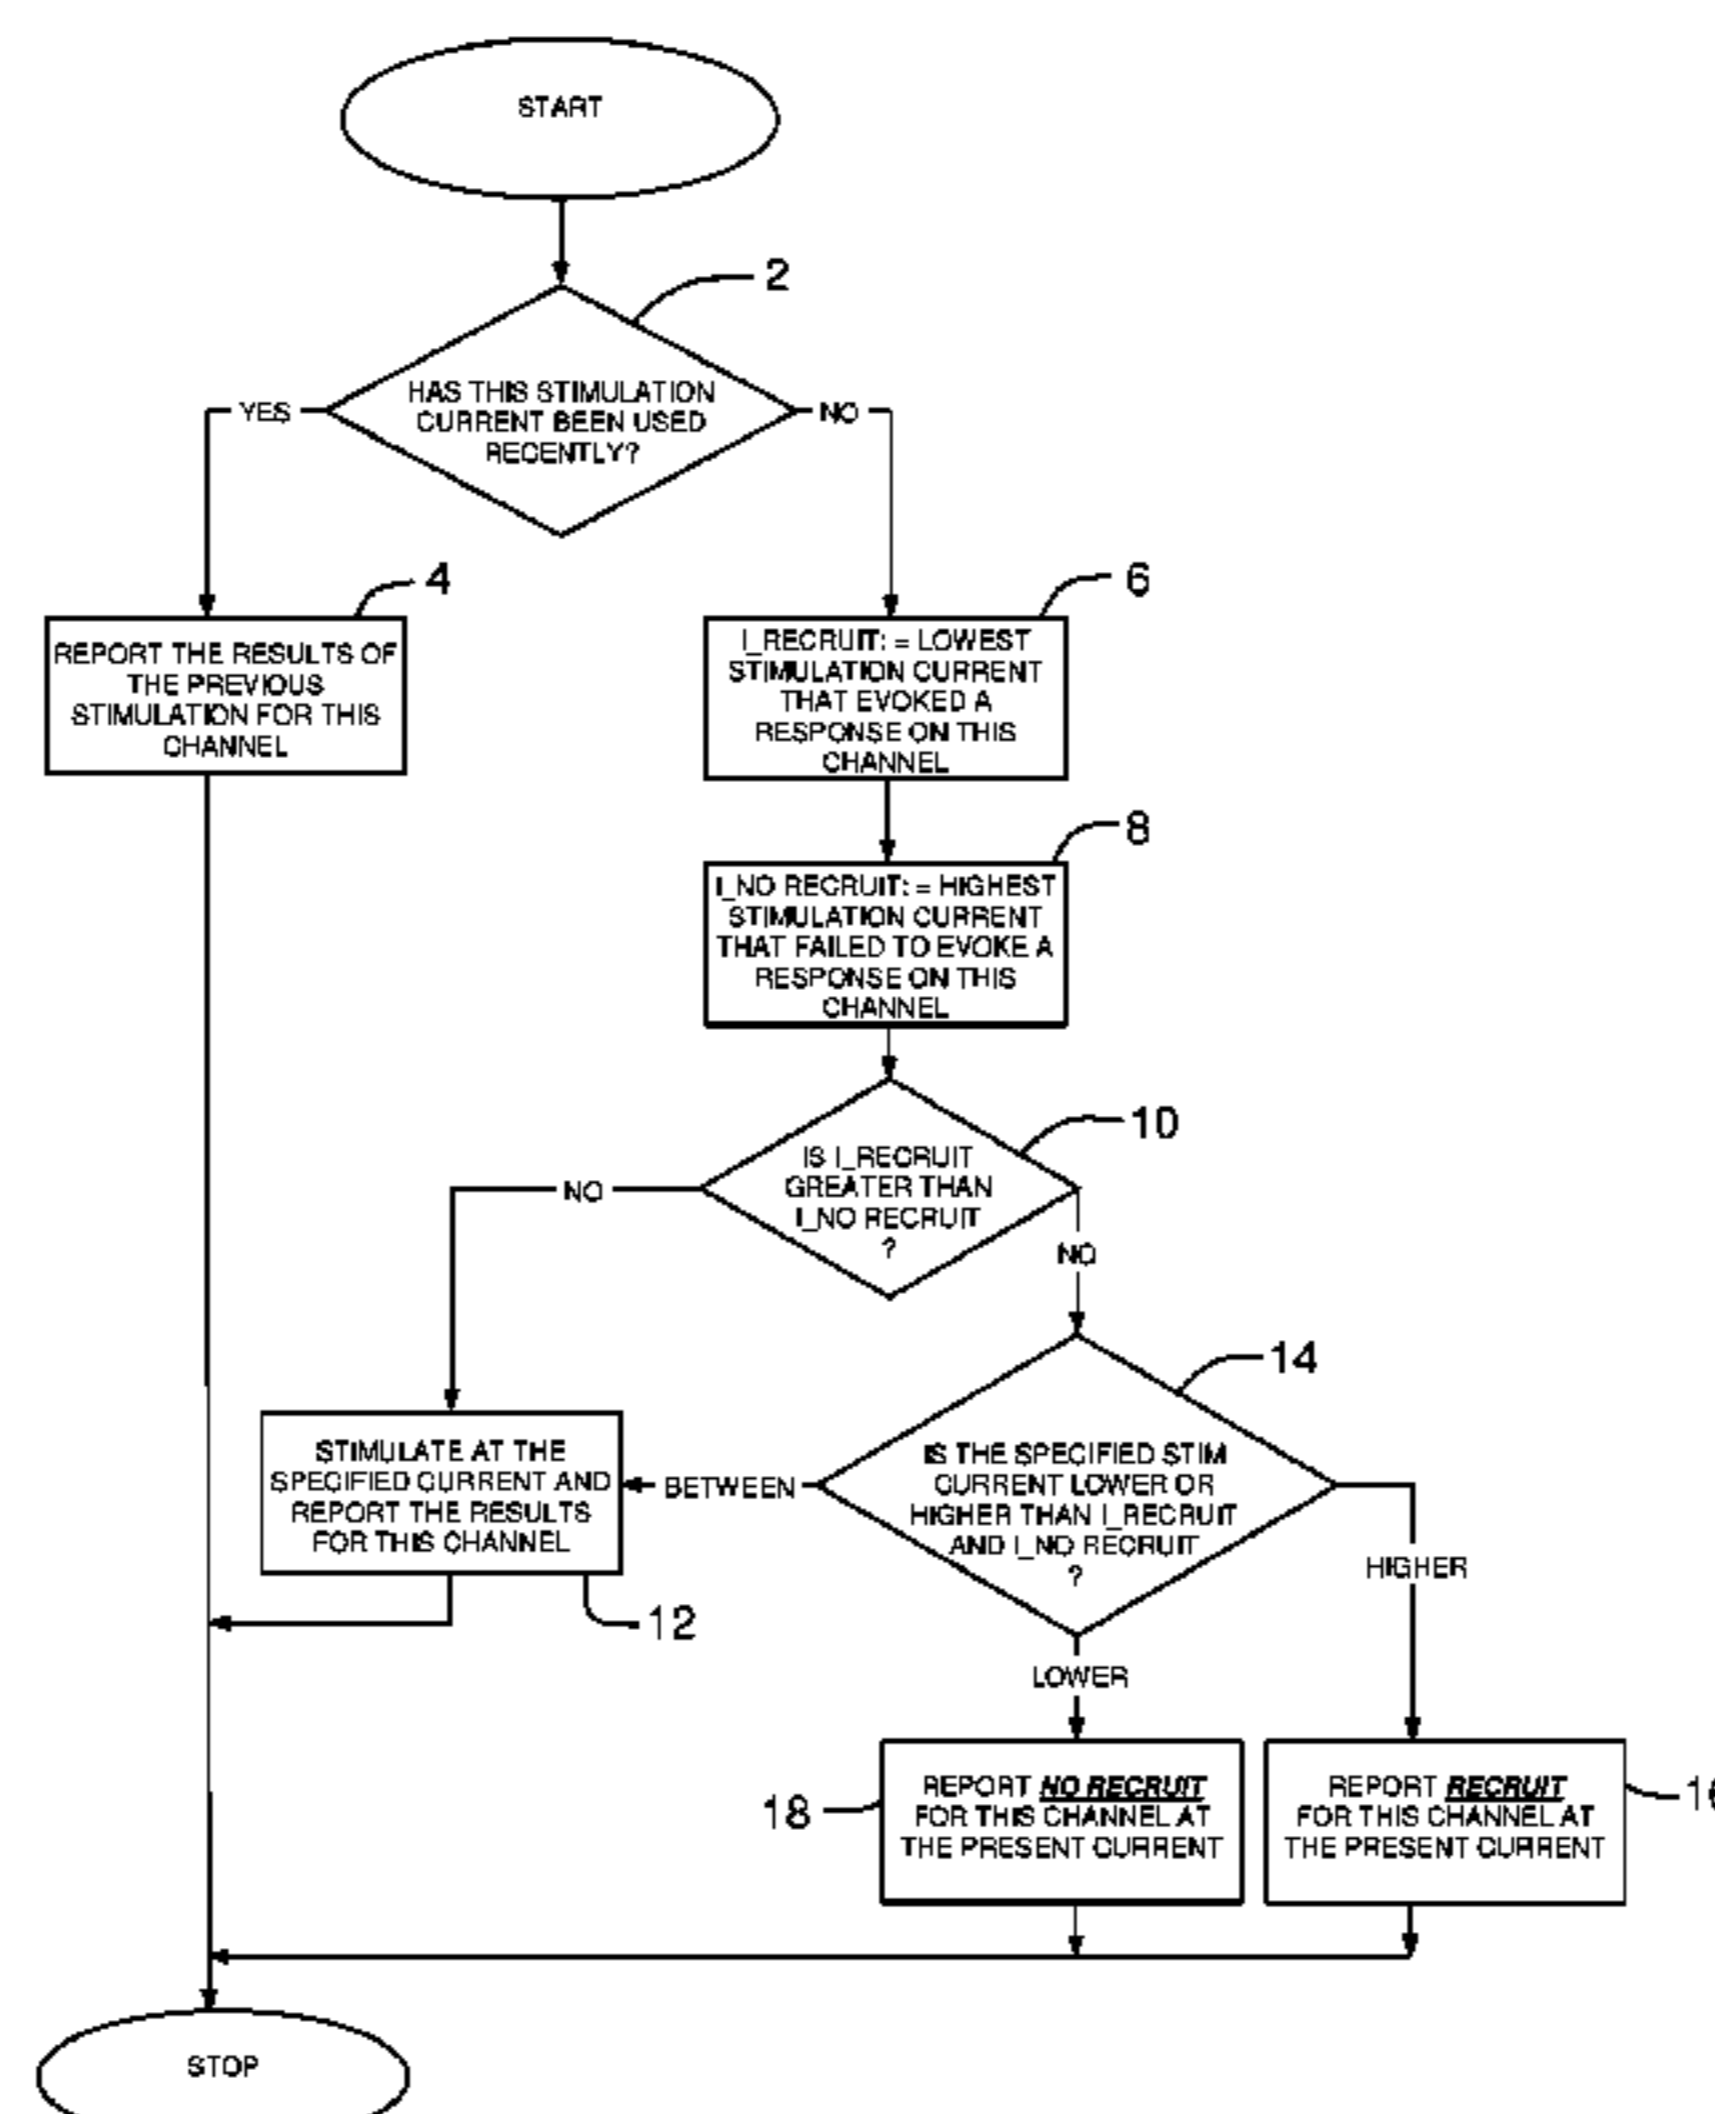 START
2
HAS THIS STIMULATION
CURRENT BEEN USED
RECENTLY?
YES
NO
4
REPORT THE RESULTS OF
THE PREVIOUS
STIMULATION FOR THIS
CHANNEL
6
I_RECRUIT: = LOWEST
STIMULATION CURRENT
THAT EVOKED A
RESPONSE ON THIS
CHANNEL
8
I_NO RECRUIT: = HIGHEST
STIMULATION CURRENT
THAT FAILED TO EVOKE A
RESPONSE ON THIS
CHANNEL
10
IS I_RECRUIT
GREATER THAN
I_NO RECRUIT
?
NO
NO
14
IS THE SPECIFIED STIM
CURRENT LOWER OR
HIGHER THAN I_RECRUIT
AND I_NO RECRUIT
?
BETWEEN
STIMULATE AT THE
SPECIFIED CURRENT AND
REPORT THE RESULTS
FOR THIS CHANNEL
12
HIGHER
LOWER
18
REPORT NO RECRUIT
FOR THIS CHANNEL AT
THE PRESENT CURRENT
REPORT RECRUIT
FOR THIS CHANNEL AT
THE PRESENT CURRENT
STOP